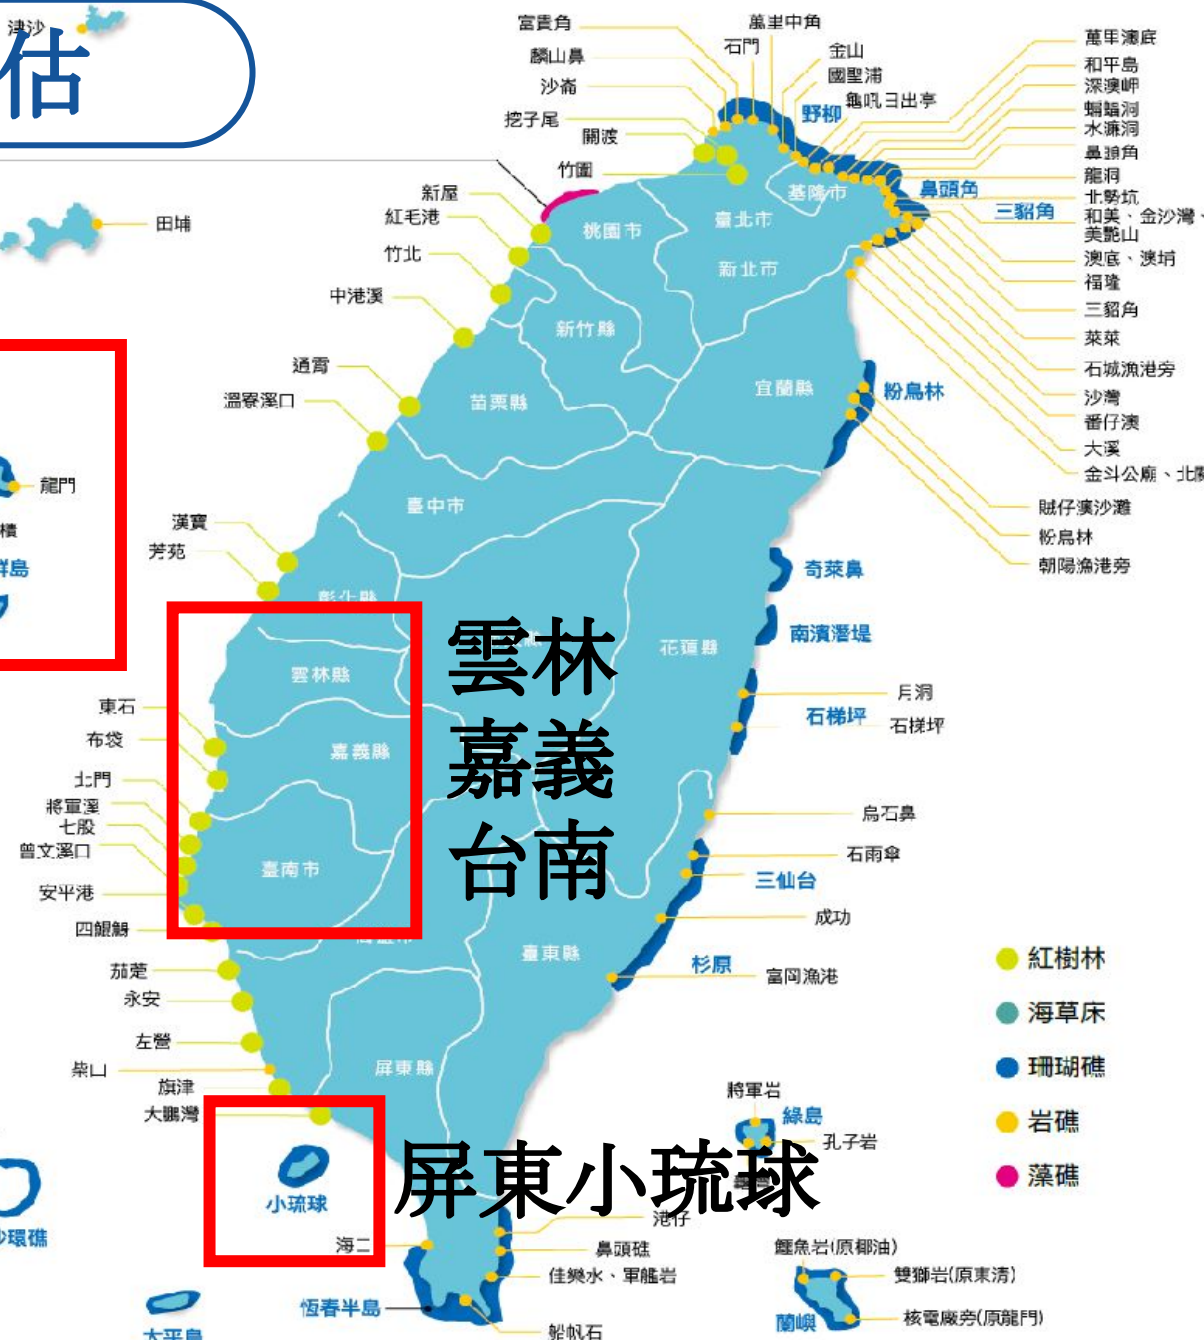 津沙
估
富貴角
萬里中角
石門
麟山鼻
金山
國聖浦
沙崙
龜吼日出亭
野柳
挖子尾
關渡
竹圍
萬里澳底
和平島
深澳岬
蝙蝠洞
水濂洞
鼻頭角
龍洞
北勢坑
和美、金沙灣、
美艷山
澳底、澳埔
福隆
三貂角
萊萊
石城漁港旁
沙灣
番仔澳
大溪
鼻頭角
三貂角
基隆市
臺北市
新北市
桃園市
新屋
紅毛港
竹北
中港溪
田埔
新竹縣
通霄
溫寮溪口
苗栗縣
宜蘭縣
粉鳥林
賊仔澳沙灘
粉鳥林
朝陽漁港旁
龍門
臺中市
漢寶
芳苑
彰化縣
奇萊鼻
南濱潛堤
花蓮縣
雲林縣
雲林
嘉義
台南
月洞
石梯坪
石梯坪
東石
布袋
嘉義縣
北門
將軍溪
七股
曾文溪口
安平港
四鯤鯓
臺南市
烏石鼻
石雨傘
三仙台
成功
臺東縣
杉原
富岡漁港
茄萣
永安
左營
柴山
旗津
大鵬灣
屏東縣
紅樹林
海草床
珊瑚礁
岩礁
藻礁
將軍岩
綠島
孔子岩
小琉球
屏東小琉球
港仔
海口
鼻頭礁
佳樂水、軍艦岩
恆春半島
船帆石
鱷魚岩(原椰油)
雙獅岩(原東清)
核電廠旁(原龍門)
蘭嶼
太平島
環礁